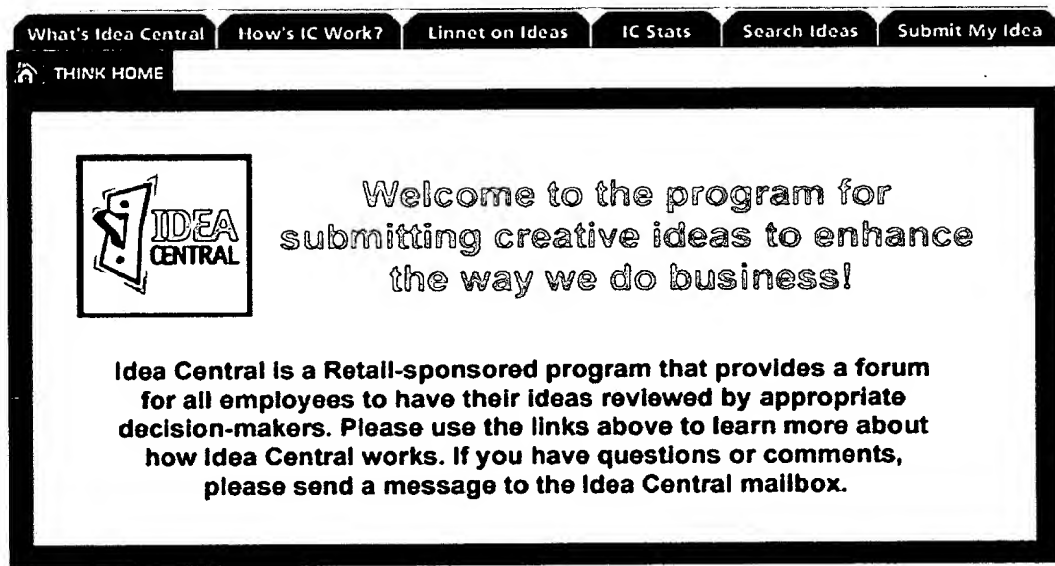 What's Idea Central How's IC Work? Linnet on Ideas IC Stats Search Ideas Submit My Idea
THINK HOME
IDEA
CENTRAL
Welcome to the program for
submitting creative ideas to enhance
the way we do business!
Idea Central is a Retail-sponsored program that provides a forum
for all employees to have their ideas reviewed by appropriate
decision-makers. Please use the links above to learn more about
how Idea Central works. If you have questions or comments,
please send a message to the Idea Central mailbox.